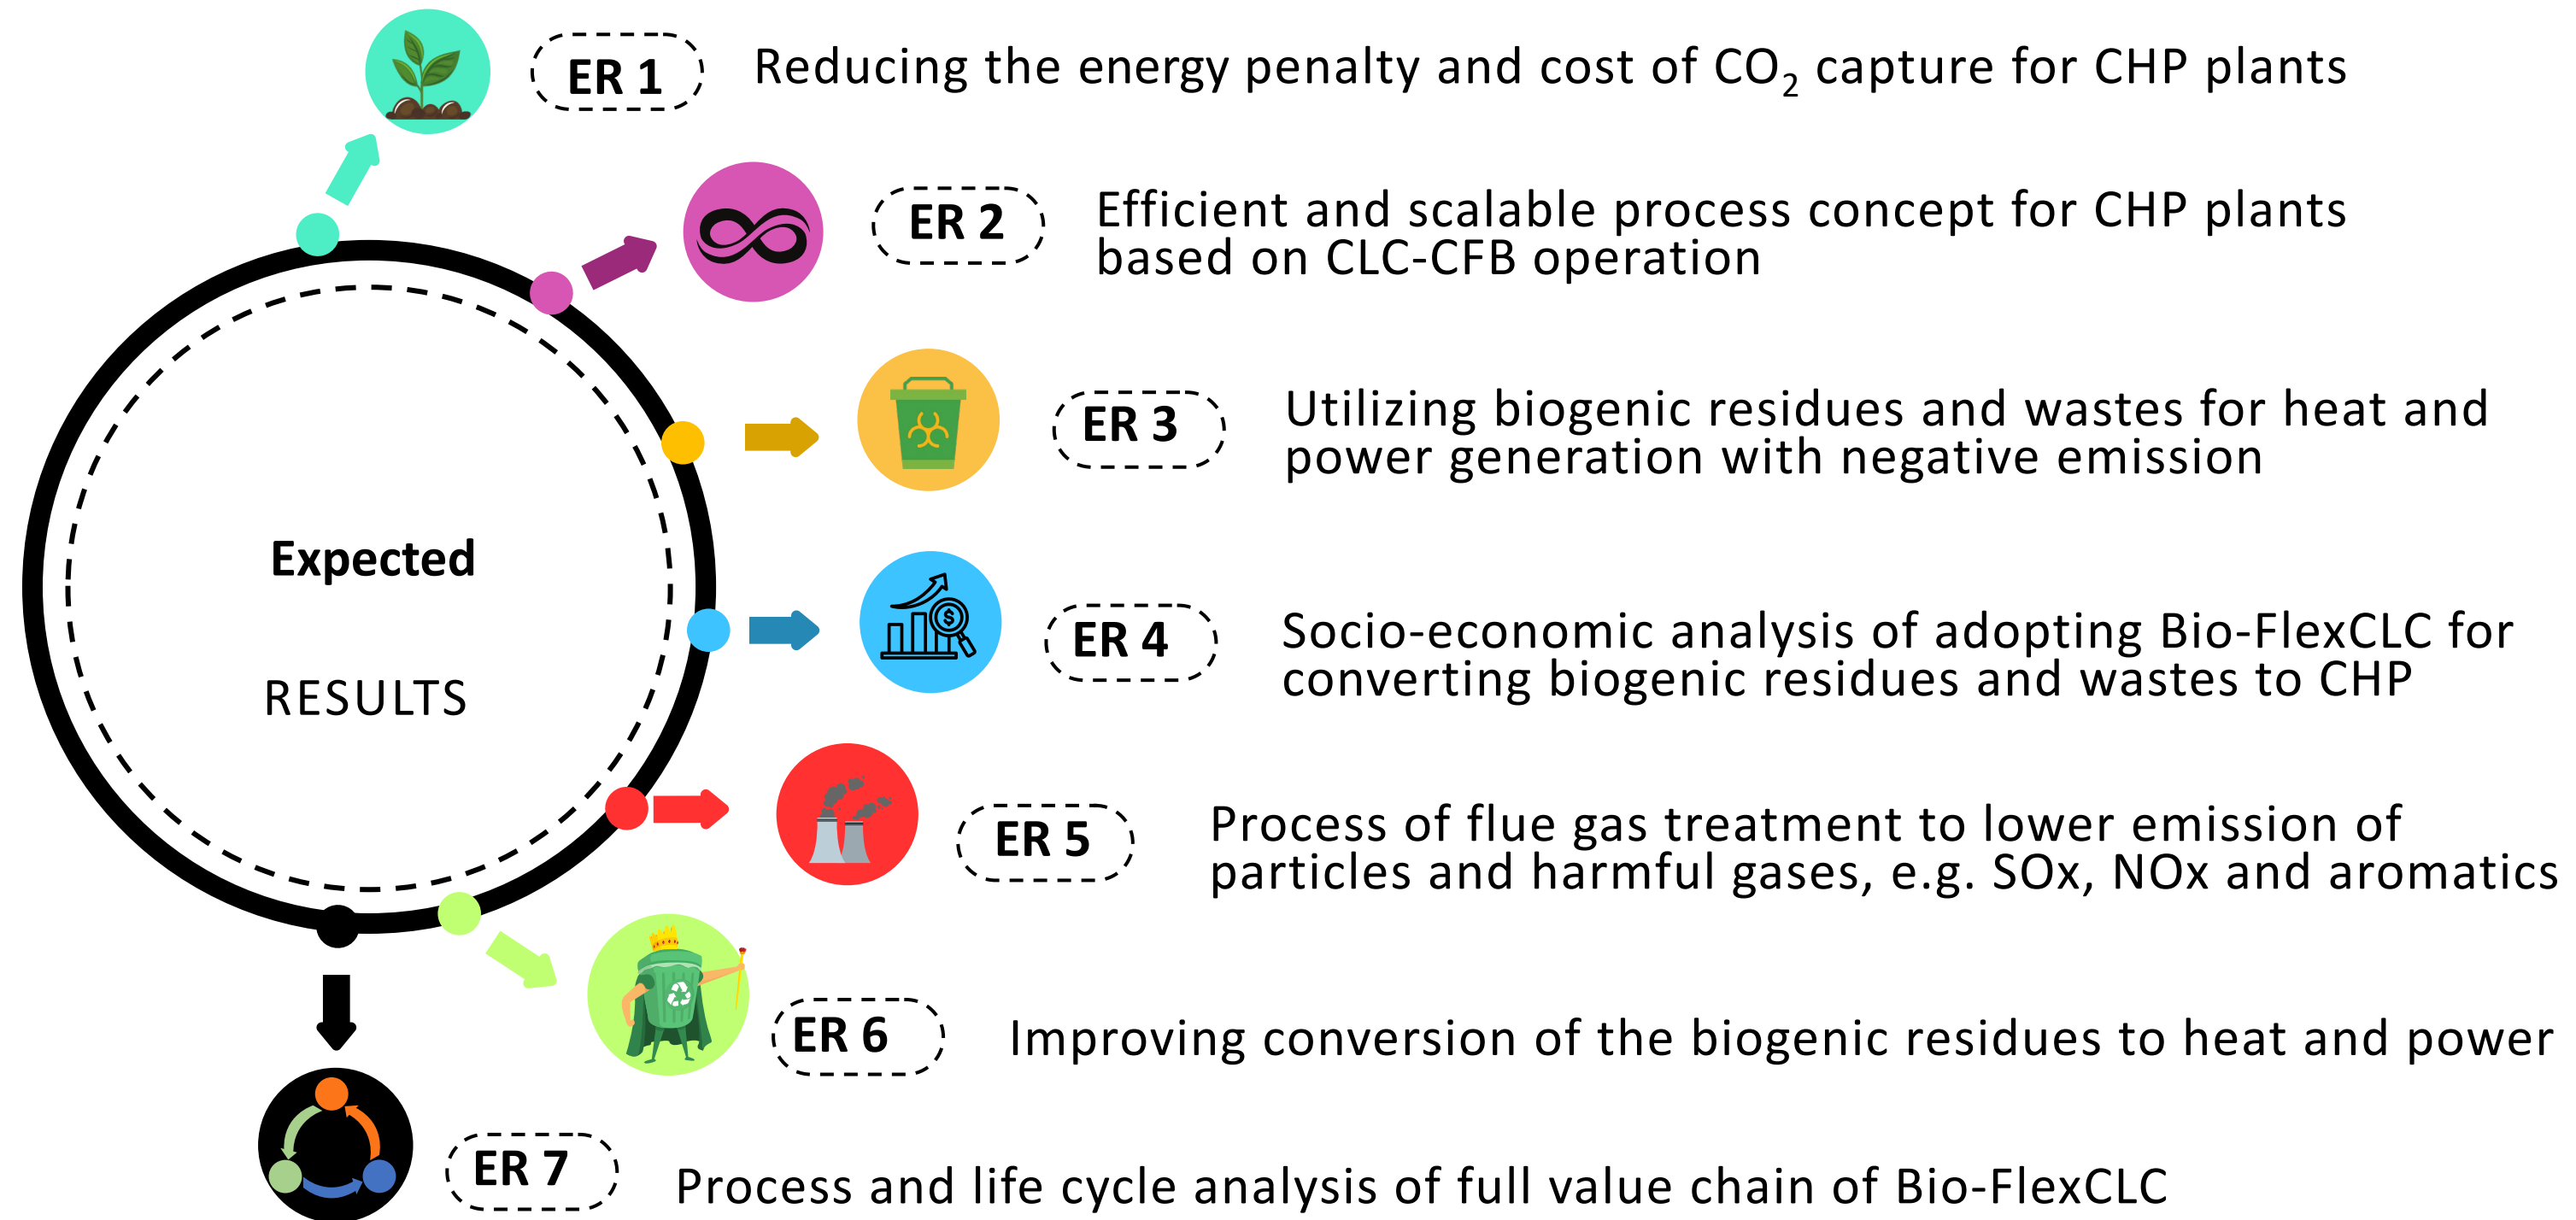 ER 1
Reducing the energy penalty and cost of CO₂ capture for CHP plants
ER 2
Efficient and scalable process concept for CHP plants
based on CLC-CFB operation
ER 3
Utilizing biogenic residues and wastes for heat and
power generation with negative emission
Expected
RESULTS
ER 4
Socio-economic analysis of adopting Bio-FlexCLC for
converting biogenic residues and wastes to CHP
$
ER 5
Process of flue gas treatment to lower emission of
particles and harmful gases, e.g. SOx, NOx and aromatics
ER 6
Improving conversion of the biogenic residues to heat and power
ER 7
Process and life cycle analysis of full value chain of Bio-FlexCLC